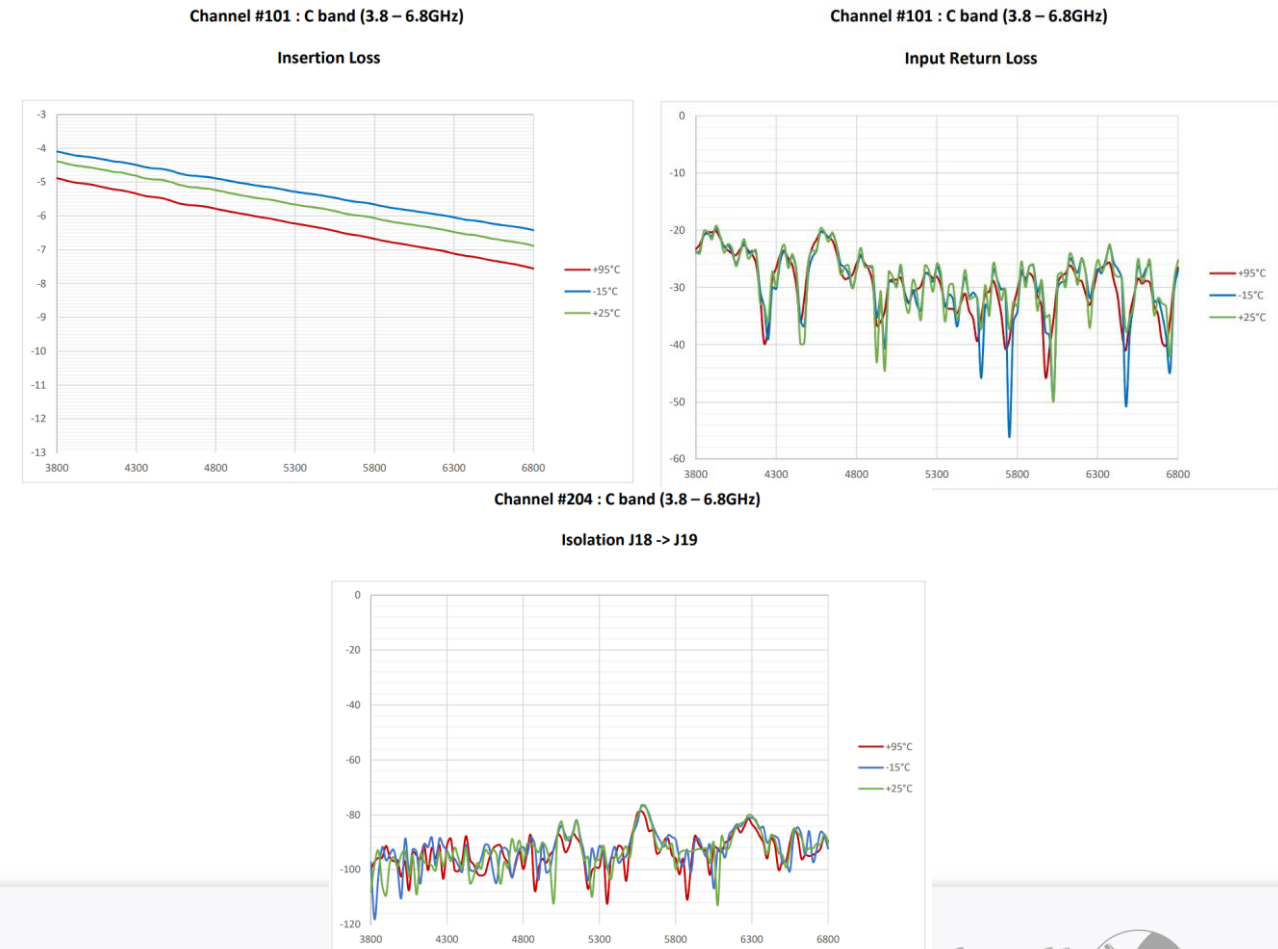 Channel #101 : C band (3.8 – 6.8GHz)
Insertion Loss
-3
-4
-5
-6
-7
-8
-9
-10
-11
-12
-13
3800 4300 4800 5300 5800 6300 6800
+95°C
-15°C
+25°C
Channel #101 : C band (3.8 – 6.8GHz)
Input Return Loss
0
-10
-20
-30
-40
-50
-60
3800 4300 4800 5300 5800 6300 6800
+95°C
-15°C
+25°C
Channel #204 : C band (3.8 – 6.8GHz)
Isolation J18 -> J19
0
-20
-40
-60
-80
-100
-120
3800 4300 4800 5300 5800 6300 6800
+95°C
-15°C
+25°C